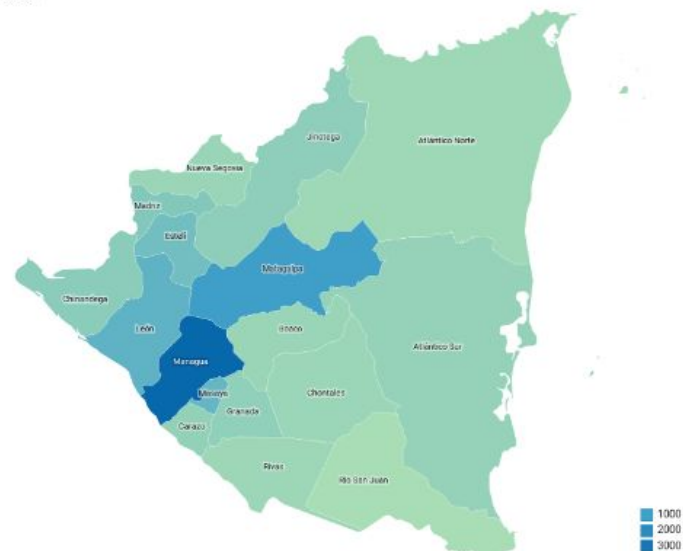 Jinotega
Atlántico Norte
Nueva Segovia
Madriz
Estelí
Matagalpa
Chinandega
León
Boaco
Atlántico Sur
Managua
Masaya
Chontales
Granada
Carazo
Rivas
Río San Juan
1000
2000
3000